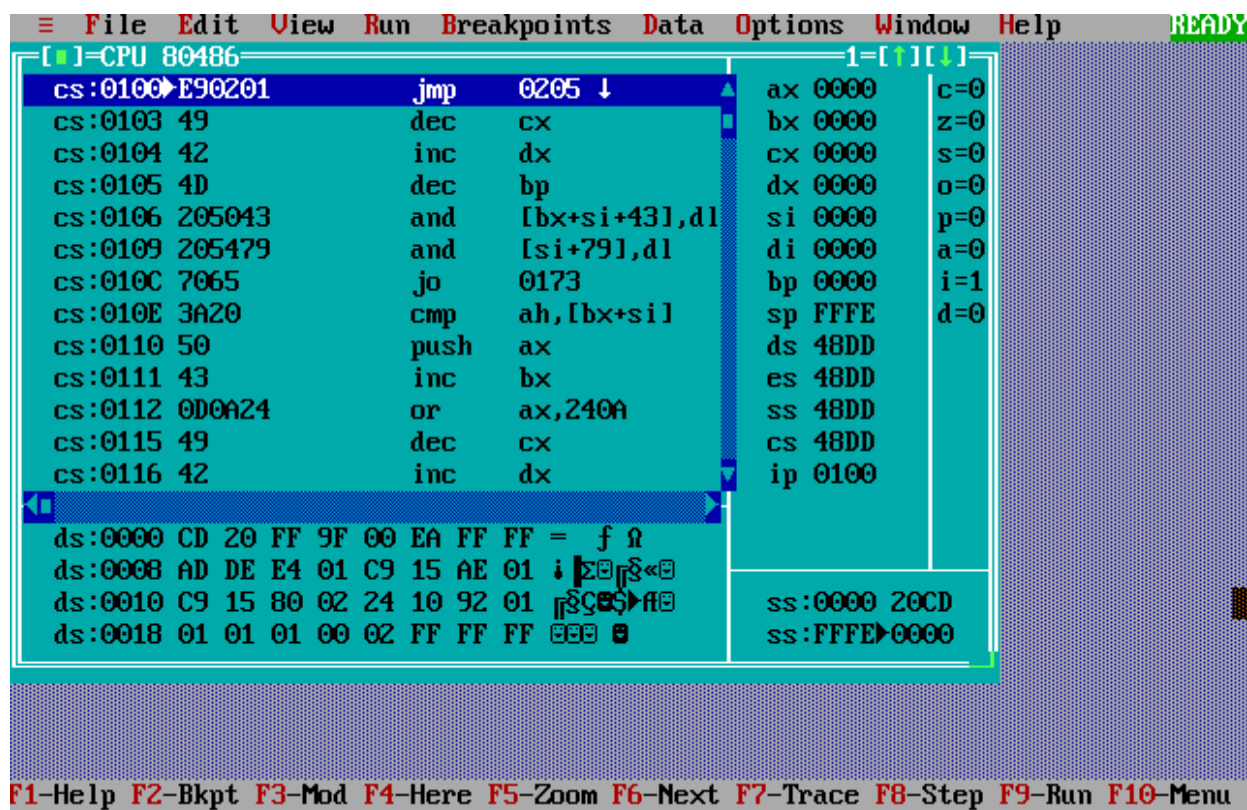 ≡ File Edit View Run Breakpoints Data Options Window Help READY
[■]=CPU 80486 1=[↑][↓]
cs:0100►E90201 jmp 0205 ↓ ax 0000 c=0
cs:0103 49 dec cx bx 0000 z=0
cs:0104 42 inc dx cx 0000 s=0
cs:0105 4D dec bp dx 0000 o=0
cs:0106 205043 and [bx+si+43],dl si 0000 p=0
cs:0109 205479 and [si+79],dl di 0000 a=0
cs:010C 7065 jo 0173 bp 0000 i=1
cs:010E 3A20 cmp ah,[bx+si] sp FFFE d=0
cs:0110 50 push ax ds 48DD
cs:0111 43 inc bx es 48DD
cs:0112 0D0A24 or ax,240A ss 48DD
cs:0115 49 dec cx cs 48DD
cs:0116 42 inc dx ip 0100
ds:0000 CD 20 FF 9F 00 EA FF FF = ƒ Ω
ds:0008 AD DE E4 01 C9 15 AE 01 ¡▐Σ☺╔§«☺
ds:0010 C9 15 80 02 24 10 92 01 ╔§Ç☻$►Æ☺ ss:0000 20CD
ds:0018 01 01 01 00 02 FF FF FF ☺☺☺ ☻ ss:FFFE►0000
F1-Help F2-Bkpt F3-Mod F4-Here F5-Zoom F6-Next F7-Trace F8-Step F9-Run F10-Menu